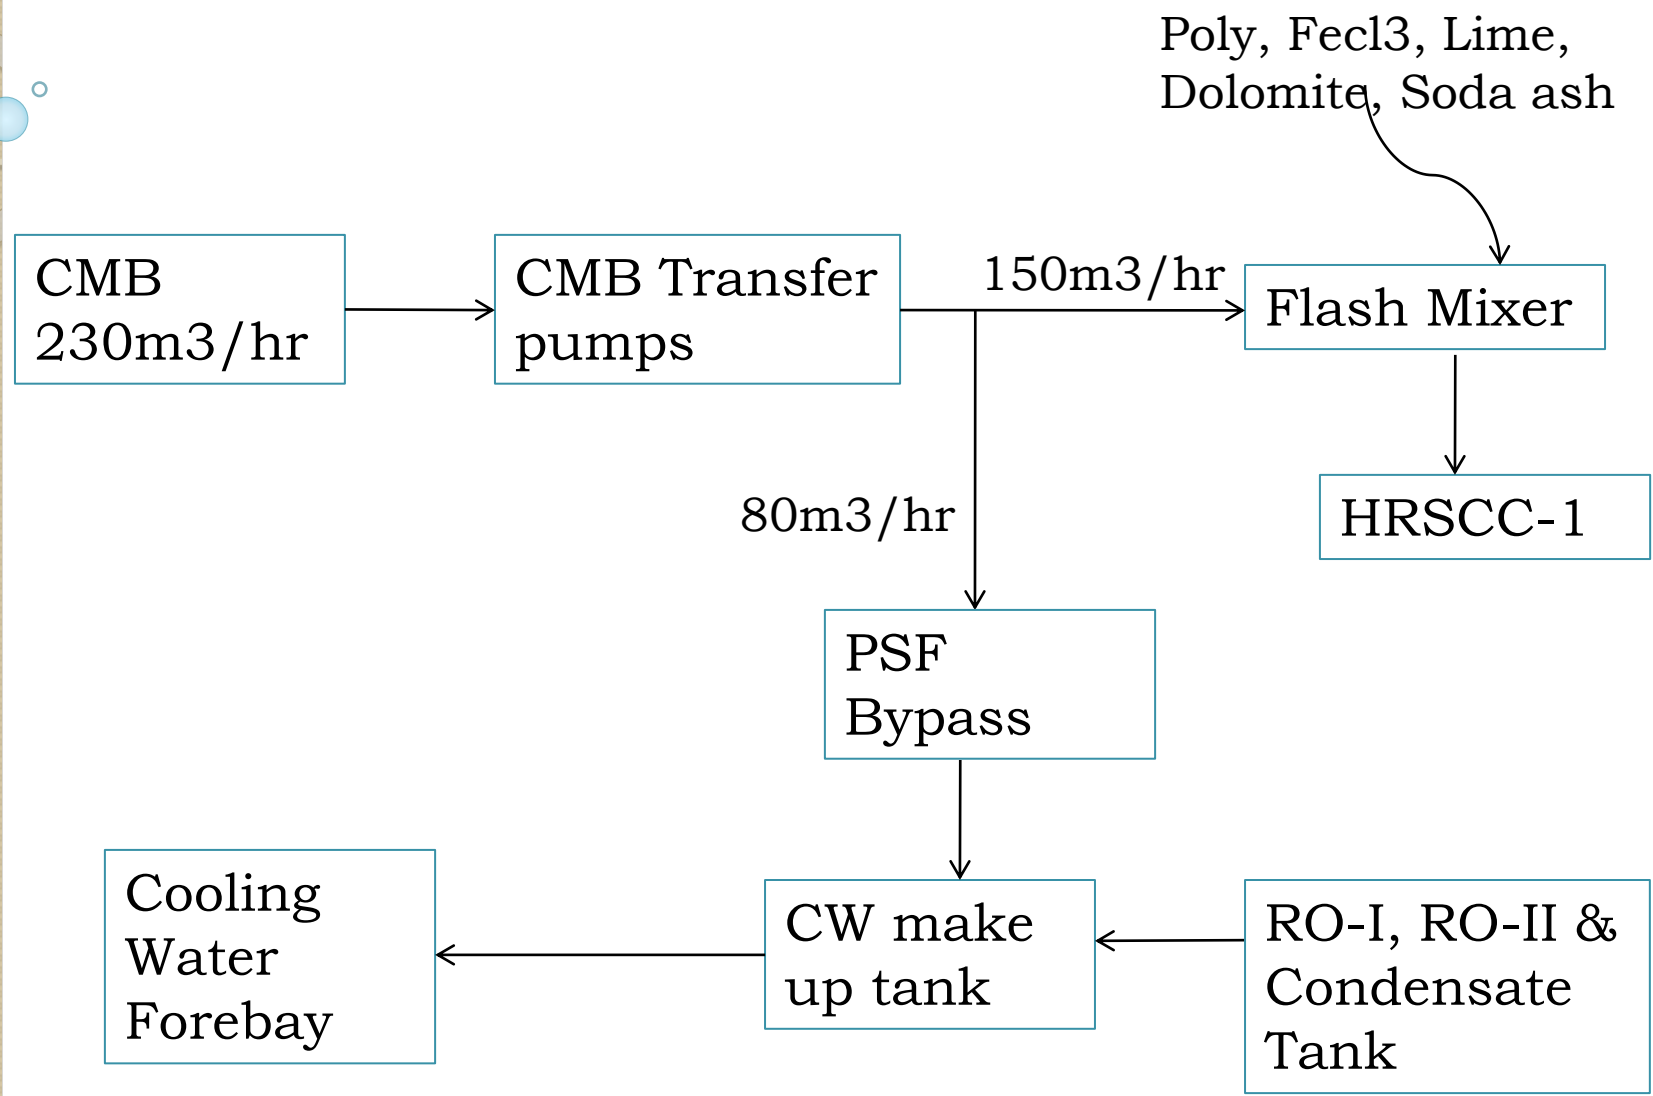 Poly, Fecl3, Lime,
Dolomite, Soda ash
CMB
230m3/hr
CMB Transfer
pumps
150m3/hr
Flash Mixer
HRSCC-1
80m3/hr
PSF
Bypass
Cooling
Water
Forebay
CW make
up tank
RO-I, RO-II &
Condensate
Tank